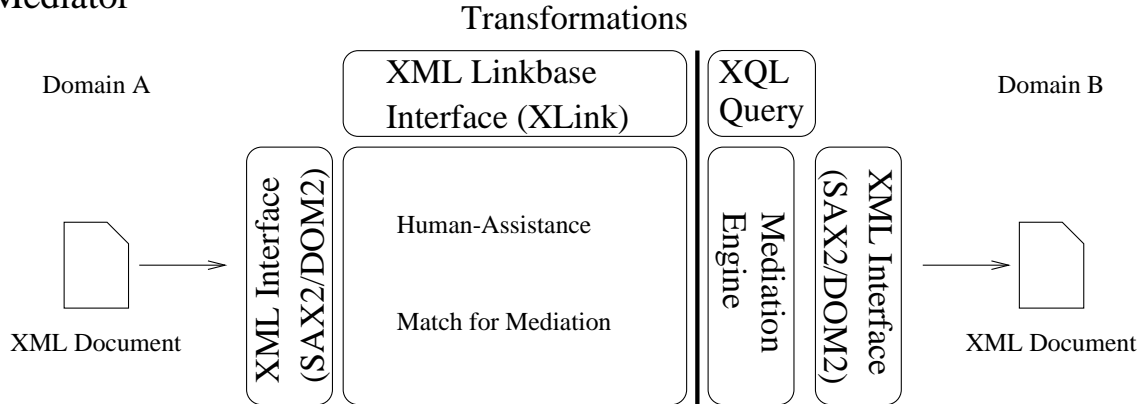 Mediator
Transformations
Domain A
XML Linkbase
Interface (XLink)
XQL
Query
Domain B
XML Interface
(SAX2/DOM2)
Human-Assistance
Match for Mediation
Mediation
Engine
XML Interface
(SAX2/DOM2)
XML Document
XML Document